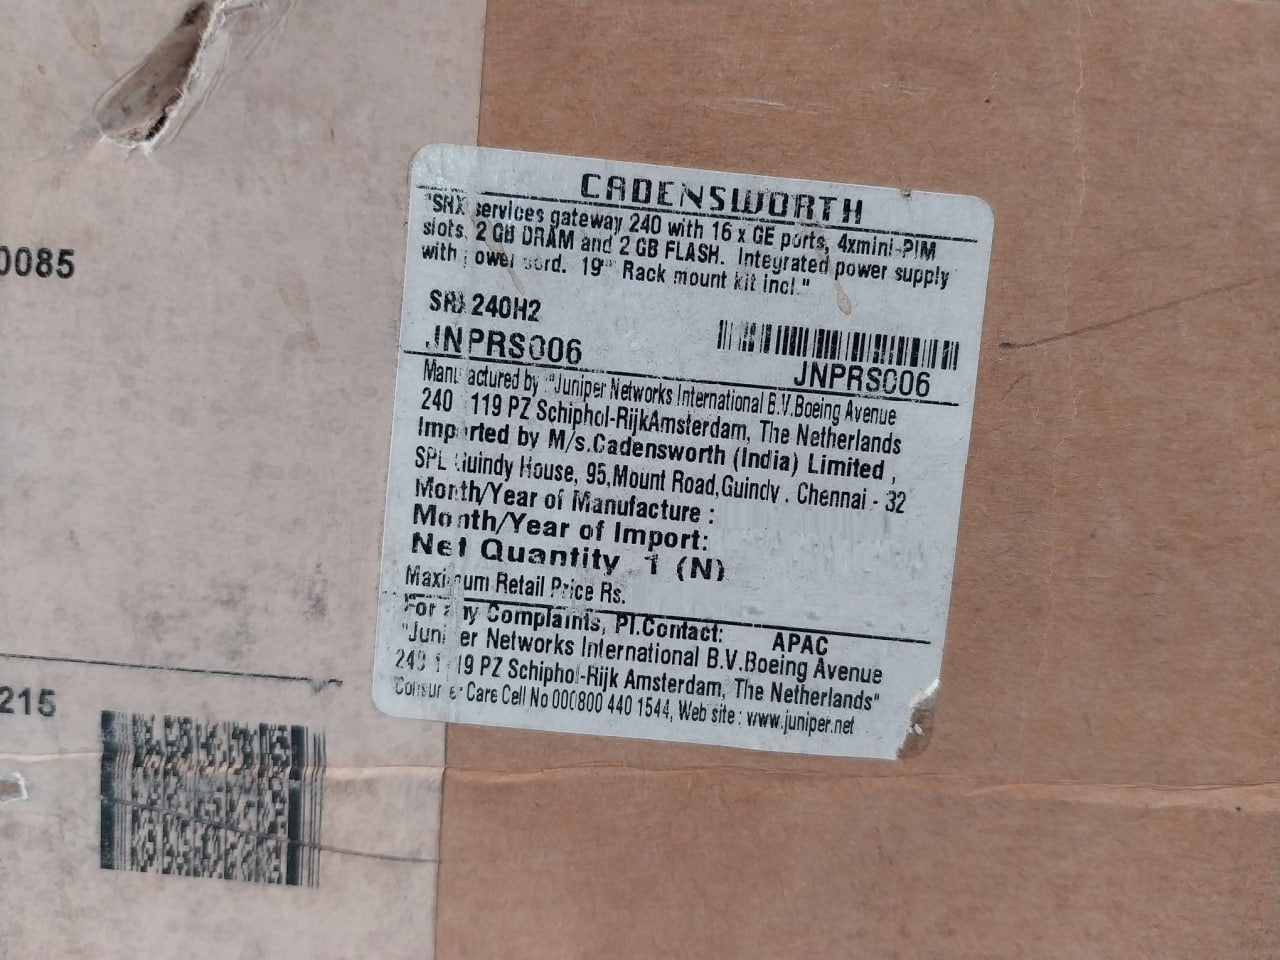 0085
215
CADENSWORTH
"SRX services gateway 240 with 16 x GE ports, 4xmini-PIM
slots, 2 GB DRAM and 2 GB FLASH. Integrated power supply
with power cord. 19" Rack mount kit incl."
SRX240H2
JNPRS006
JNPRS006
Manufactured by "Juniper Networks International B.V.Boeing Avenue
240 1119 PZ Schiphol-RijkAmsterdam, The Netherlands
Imported by M/s.Cadensworth (India) Limited ,
SPL Guindy House, 95,Mount Road,Guindy . Chennai - 32
Month/Year of Manufacture :
Month/Year of Import:
Net Quantity 1 (N)
Maximum Retail Price Rs.
For any Complaints, Pl.Contact: APAC
"Juniper Networks International B.V.Boeing Avenue
240 1119 PZ Schiphol-Rijk Amsterdam, The Netherlands"
Consumer Care Cell No 000800 440 1544, Web site : www.juniper.net